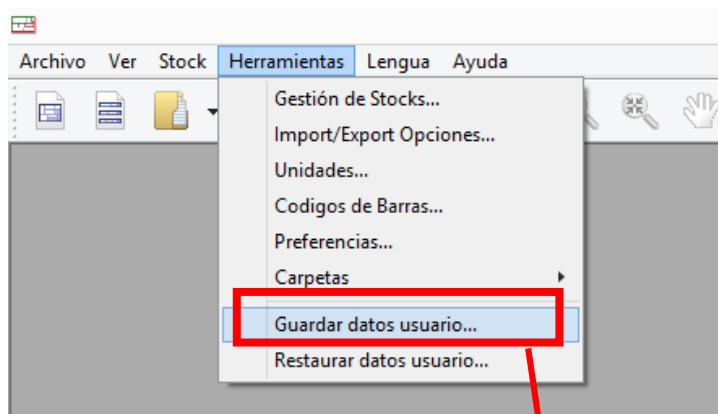 Archivo Ver Stock Herramientas Lengua Ayuda
Gestión de Stocks...
Import/Export Opciones...
Unidades...
Codigos de Barras...
Preferencias...
Carpetas
Guardar datos usuario...
Restaurar datos usuario...